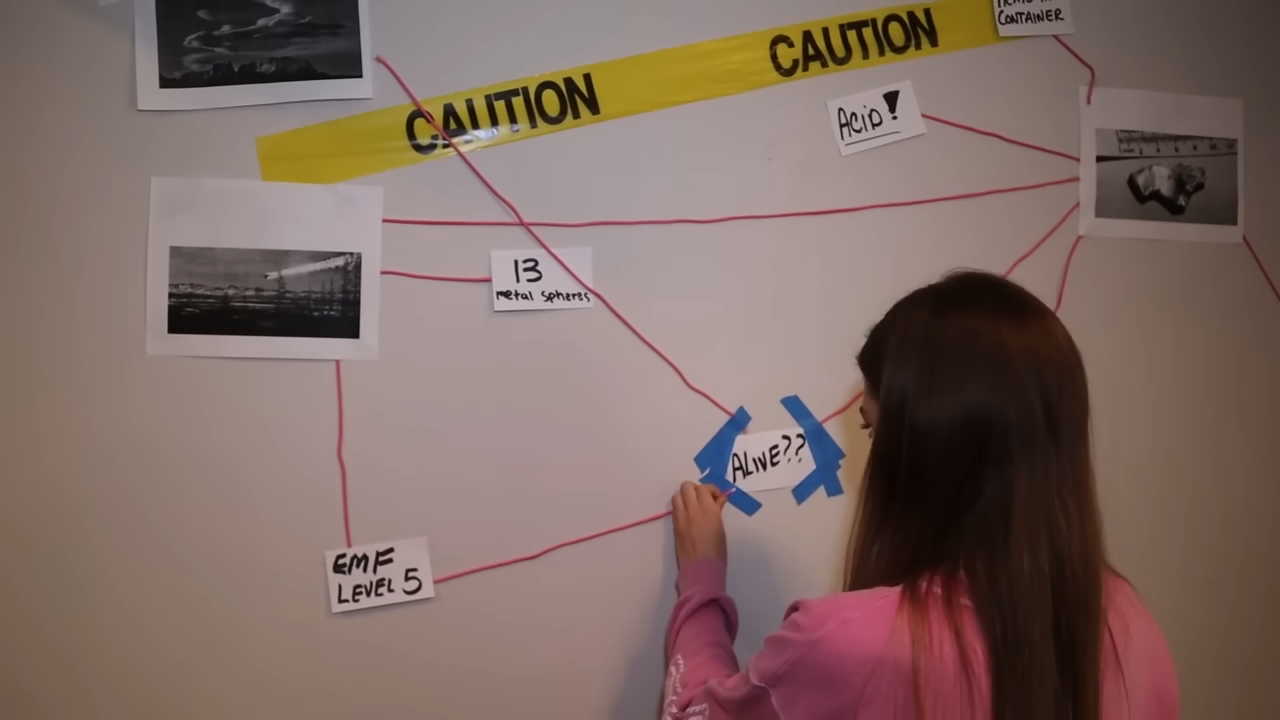 CONTAINER
CAUTION CAUTION
ACID!
13
metal spheres
ALIVE??
EMF
LEVEL 5